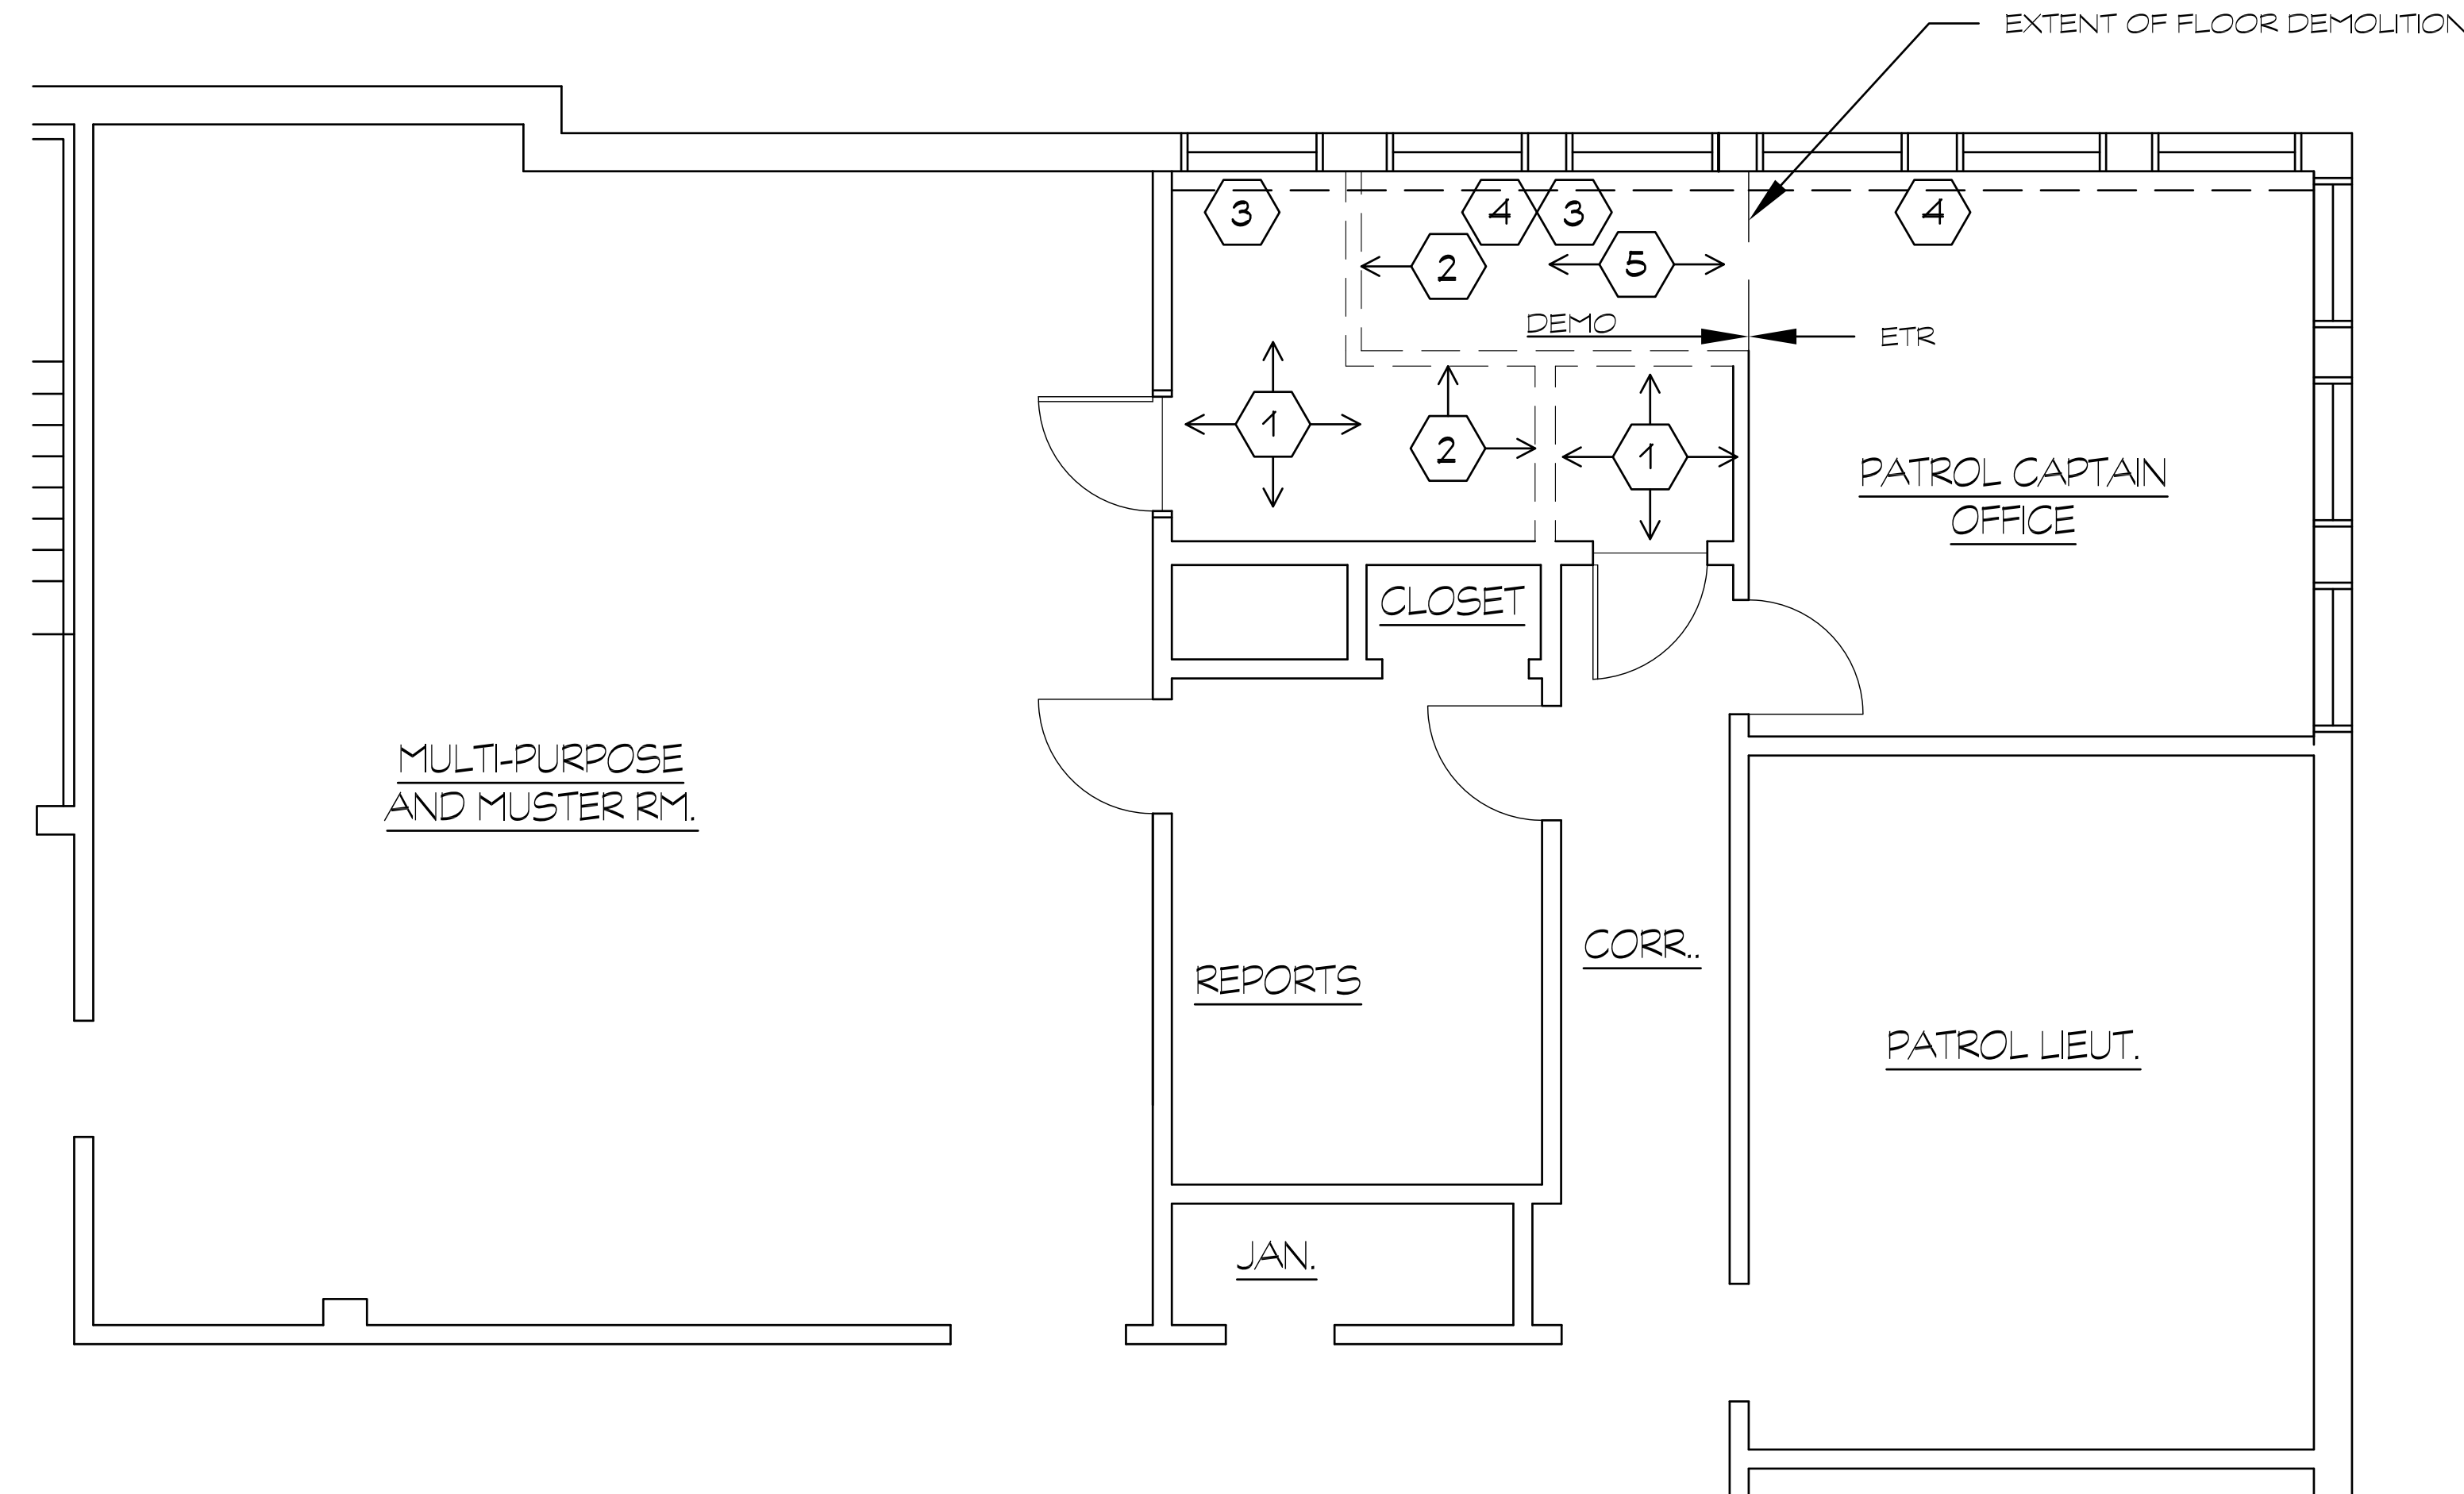 EXTENT OF FLOOR DEMOLITION
3
4
3
4
2
5
DEMO
ETR
1
2
1
PATROL CAPTAIN
OFFICE
CLOSET
MULTI-PURPOSE
AND MUSTER RM.
CORR..
REPORTS
PATROL LIEUT.
JAN.